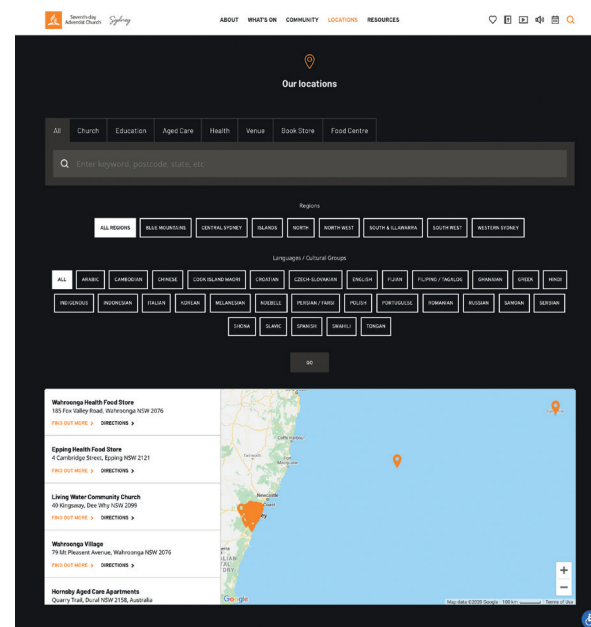 Seventh-day
Adventist Church
Sydney
ABOUT WHAT'S ON COMMUNITY LOCATIONS RESOURCES
Our locations
All Church Education Aged Care Health Venue Book Store Food Centre
Enter keyword, postcode, state, etc
Regions
ALL REGIONS BLUE MOUNTAINS CENTRAL SYDNEY ISLANDS NORTH NORTH WEST SOUTH & ILLAWARRA SOUTH WEST WESTERN SYDNEY
Languages / Cultural Groups
ALL ARABIC CAMBODIAN CHINESE COOK ISLAND MAORI CROATIAN CZECH-SLOVAKIAN ENGLISH FIJIAN FILIPINO / TAGALOG GHANAIAN GREEK HINDI
INDIGENOUS INDONESIAN ITALIAN KOREAN MELANESIAN NDEBELE PERSIAN / FARSI POLISH PORTUGUESE ROMANIAN RUSSIAN SAMOAN SERBIAN
SHONA SLAVIC SPANISH SWAHILI TONGAN
GO
Wahroonga Health Food Store
185 Fox Valley Road, Wahroonga NSW 2076
FIND OUT MORE > DIRECTIONS >
Epping Health Food Store
4 Cambridge Street, Epping NSW 2121
FIND OUT MORE > DIRECTIONS >
Living Water Community Church
40 Kingsway, Dee Why NSW 2099
FIND OUT MORE > DIRECTIONS >
Wahroonga Village
79 Mt Pleasant Avenue, Wahroonga NSW 2076
FIND OUT MORE > DIRECTIONS >
Hornsby Aged Care Apartments
Quarry Trail, Dural NSW 2158, Australia
Coffs Harbour
Tamworth
Port
Macquarie
Newcastle
Coast
Google
Map data ©2020 Google 100 km Terms of Use